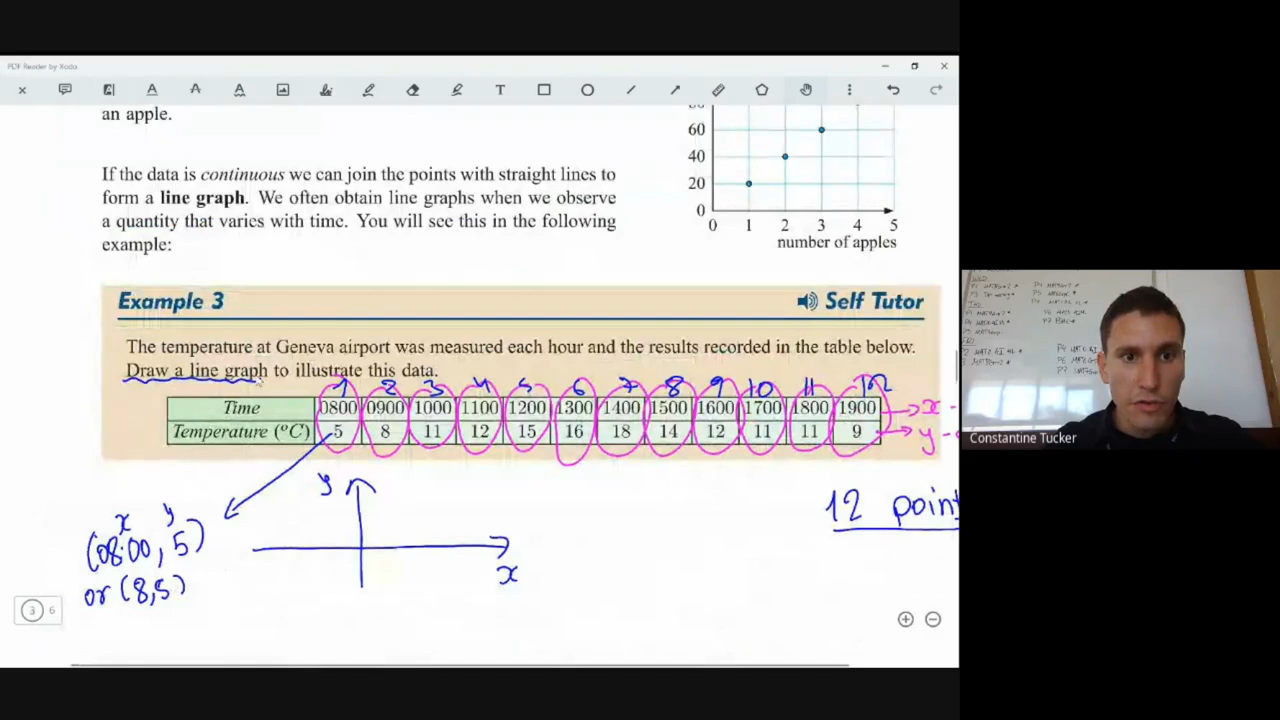 PDF Reader by Xodo
an apple.
60
40
20
0
0 1 2 3 4 5
number of apples
If the data is continuous we can join the points with straight lines to
form a line graph. We often obtain line graphs when we observe
a quantity that varies with time. You will see this in the following
example:
Example 3
Self Tutor
The temperature at Geneva airport was measured each hour and the results recorded in the table below.
Draw a line graph to illustrate this data.
1 2 3 4 5 6 7 8 9 10 11 12
Time 0800 0900 1000 1100 1200 1300 1400 1500 1600 1700 1800 1900 x -
Temperature (°C) 5 8 11 12 15 16 18 14 12 11 11 9 y -
Constantine Tucker
y
12 point
x y
(08:00, 5)
or (8,5)
x
3 6